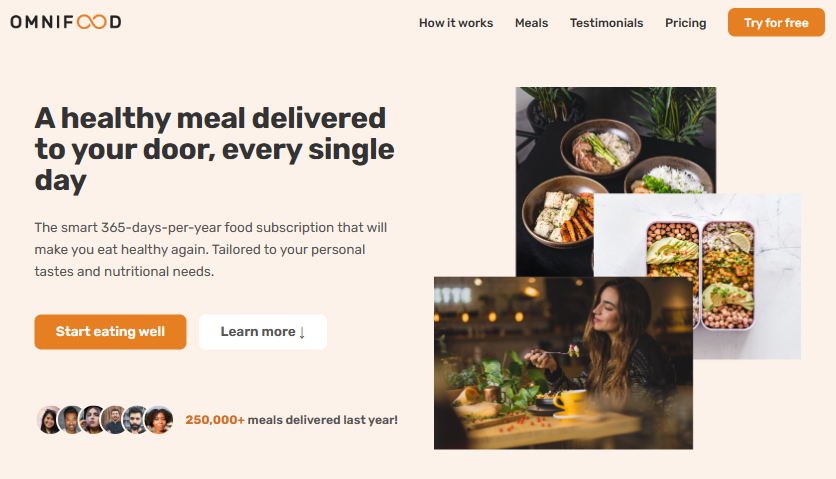 OMNIFOOD
How it works Meals Testimonials Pricing Try for free
A healthy meal delivered
to your door, every single
day
The smart 365-days-per-year food subscription that will
make you eat healthy again. Tailored to your personal
tastes and nutritional needs.
Start eating well Learn more ↓
250,000+ meals delivered last year!